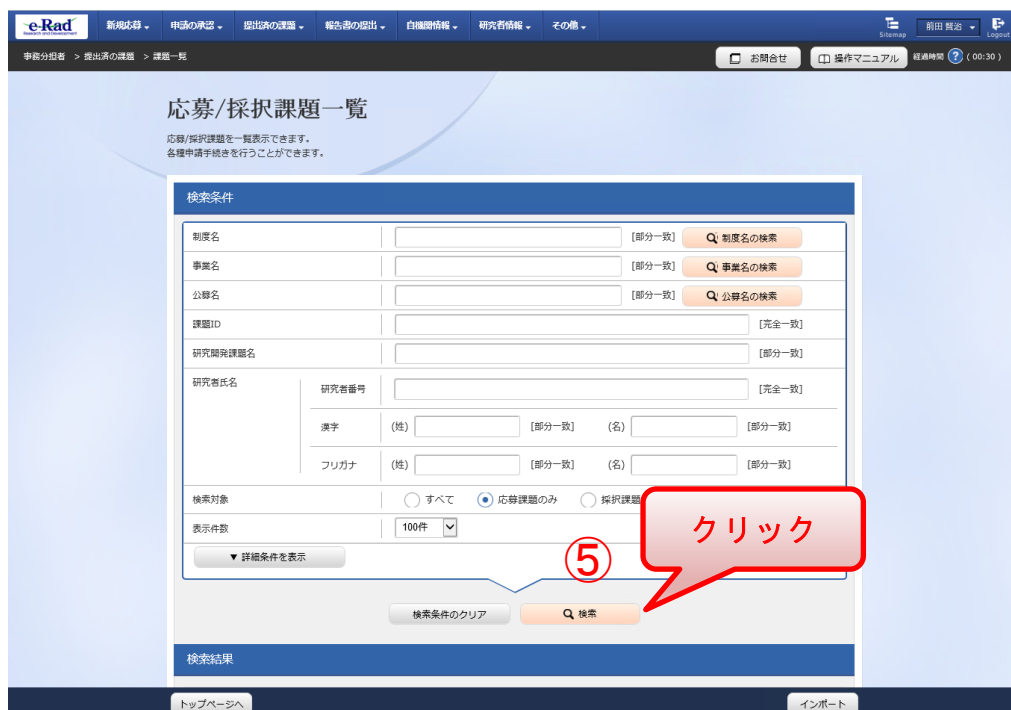 e-Rad 新規応募 申請の承認 提出済の課題 報告書の提出 自機関情報 研究者情報 その他 Sitemap 前田 賢治 Logout
Research and Development
事務分担者 > 提出済の課題 > 課題一覧 お問合せ 操作マニュアル 経過時間 ? ( 00:30 )
応募/採択課題一覧
応募/採択課題を一覧表示できます。
各種申請手続きを行うことができます。
検索条件
制度名 [部分一致] 制度名の検索
事業名 [部分一致] 事業名の検索
公募名 [部分一致] 公募名の検索
課題ID [完全一致]
研究開発課題名 [部分一致]
研究者氏名 研究者番号 [完全一致]
漢字 (姓) [部分一致] (名) [部分一致]
フリガナ (姓) [部分一致] (名) [部分一致]
検索対象 すべて 応募課題のみ 採択課題
表示件数 100件
クリック
▼ 詳細条件を表示
⑤
検索条件のクリア 検索
検索結果
トップページへ インポート